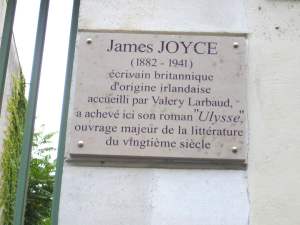 James JOYCE
(1882 - 1941)
écrivain britannique
d'origine irlandaise
accueilli par Valery Larbaud,
a achevé ici son roman "Ulysse",
ouvrage majeur de la littérature
du vingtième siècle